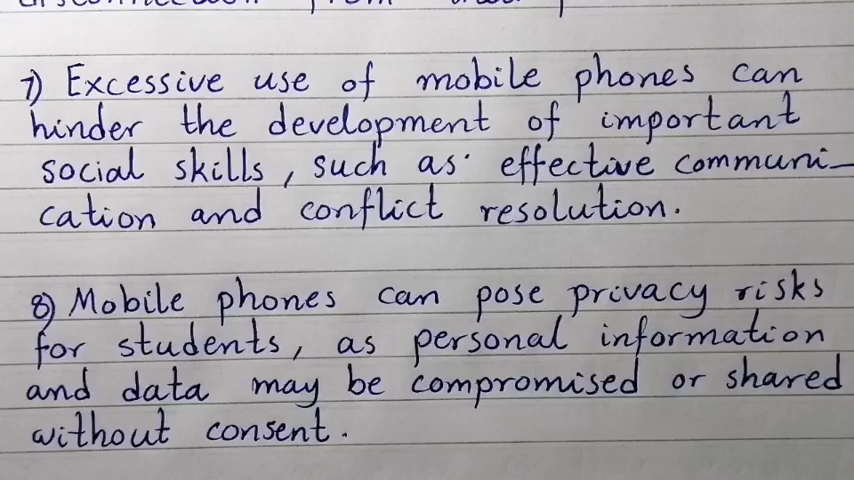 7) Excessive use of mobile phones can
hinder the development of important
social skills, such as effective communi-
cation and conflict resolution.
8) Mobile phones can pose privacy risks
for students, as personal information
and data may be compromised or shared
without consent.